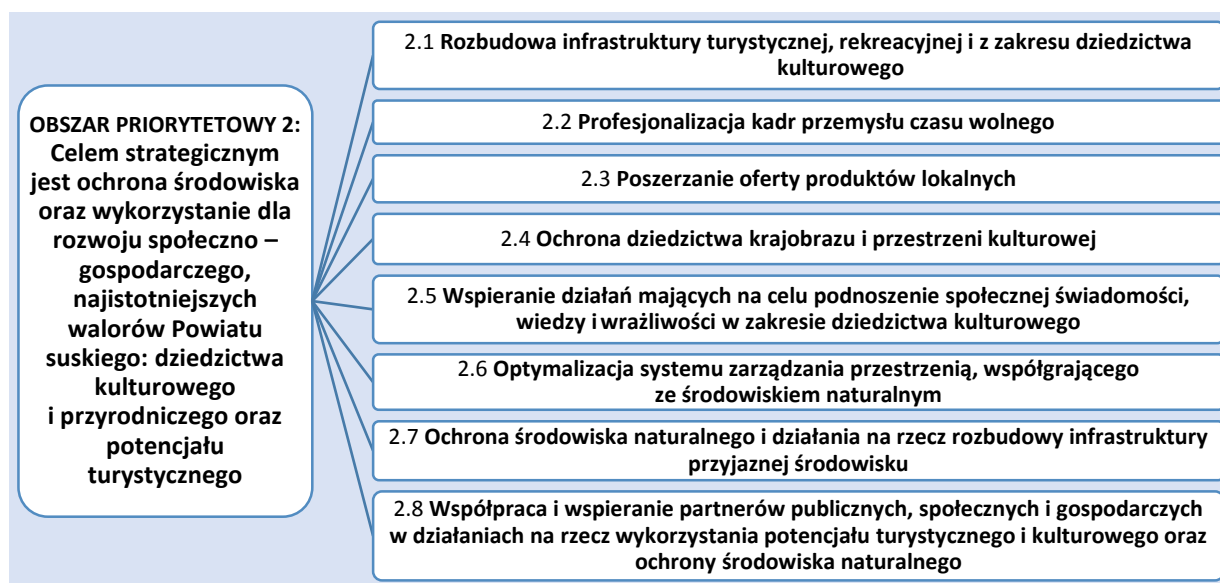 OBSZAR PRIORYTETOWY 2:
Celem strategicznym
jest ochrona środowiska
oraz wykorzystanie dla
rozwoju społeczno –
gospodarczego,
najistotniejszych
walorów Powiatu
suskiego: dziedzictwa
kulturowego
i przyrodniczego oraz
potencjału
turystycznego
2.1 Rozbudowa infrastruktury turystycznej, rekreacyjnej i z zakresu dziedzictwa
kulturowego
2.2 Profesjonalizacja kadr przemysłu czasu wolnego
2.3 Poszerzanie oferty produktów lokalnych
2.4 Ochrona dziedzictwa krajobrazu i przestrzeni kulturowej
2.5 Wspieranie działań mających na celu podnoszenie społecznej świadomości,
wiedzy i wrażliwości w zakresie dziedzictwa kulturowego
2.6 Optymalizacja systemu zarządzania przestrzenią, współgrającego
ze środowiskiem naturalnym
2.7 Ochrona środowiska naturalnego i działania na rzecz rozbudowy infrastruktury
przyjaznej środowisku
2.8 Współpraca i wspieranie partnerów publicznych, społecznych i gospodarczych
w działaniach na rzecz wykorzystania potencjału turystycznego i kulturowego oraz
ochrony środowiska naturalnego